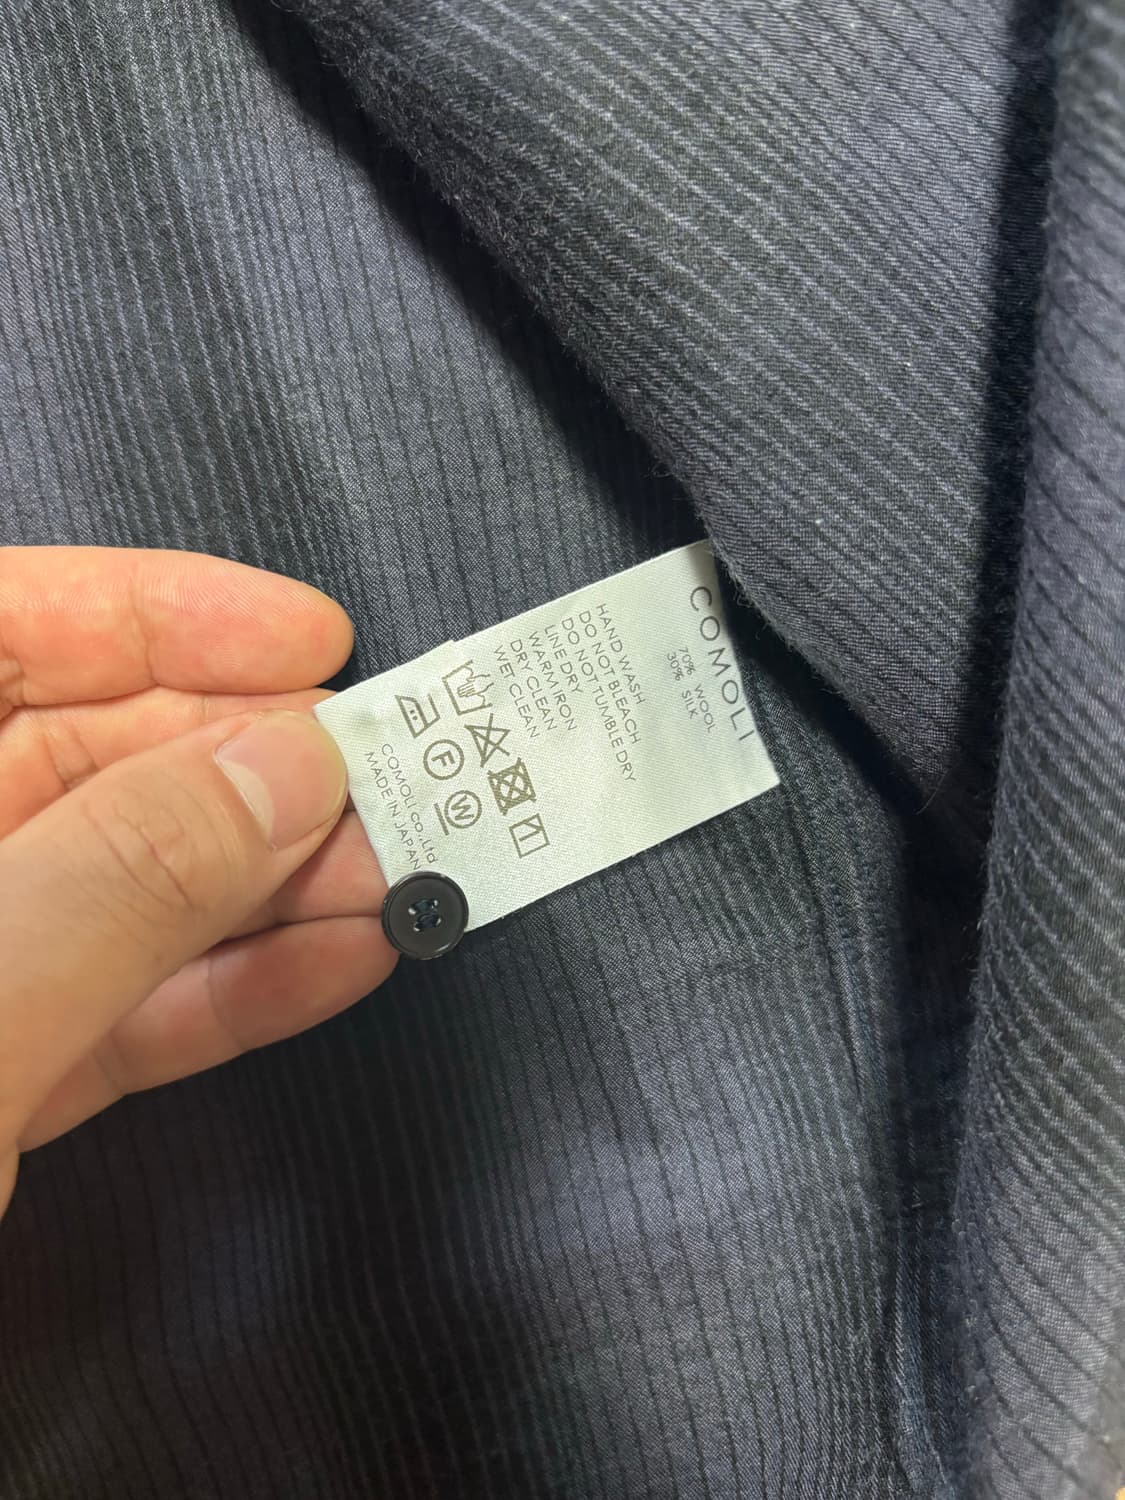 COMOLI
70% WOOL
30% SILK
HAND WASH
DO NOT BLEACH
DO NOT TUMBLE DRY
LINE DRY
WARM IRON
DRY CLEAN
WET CLEAN
F
W
COMOLI co.,Ltd
MADE IN JAPAN